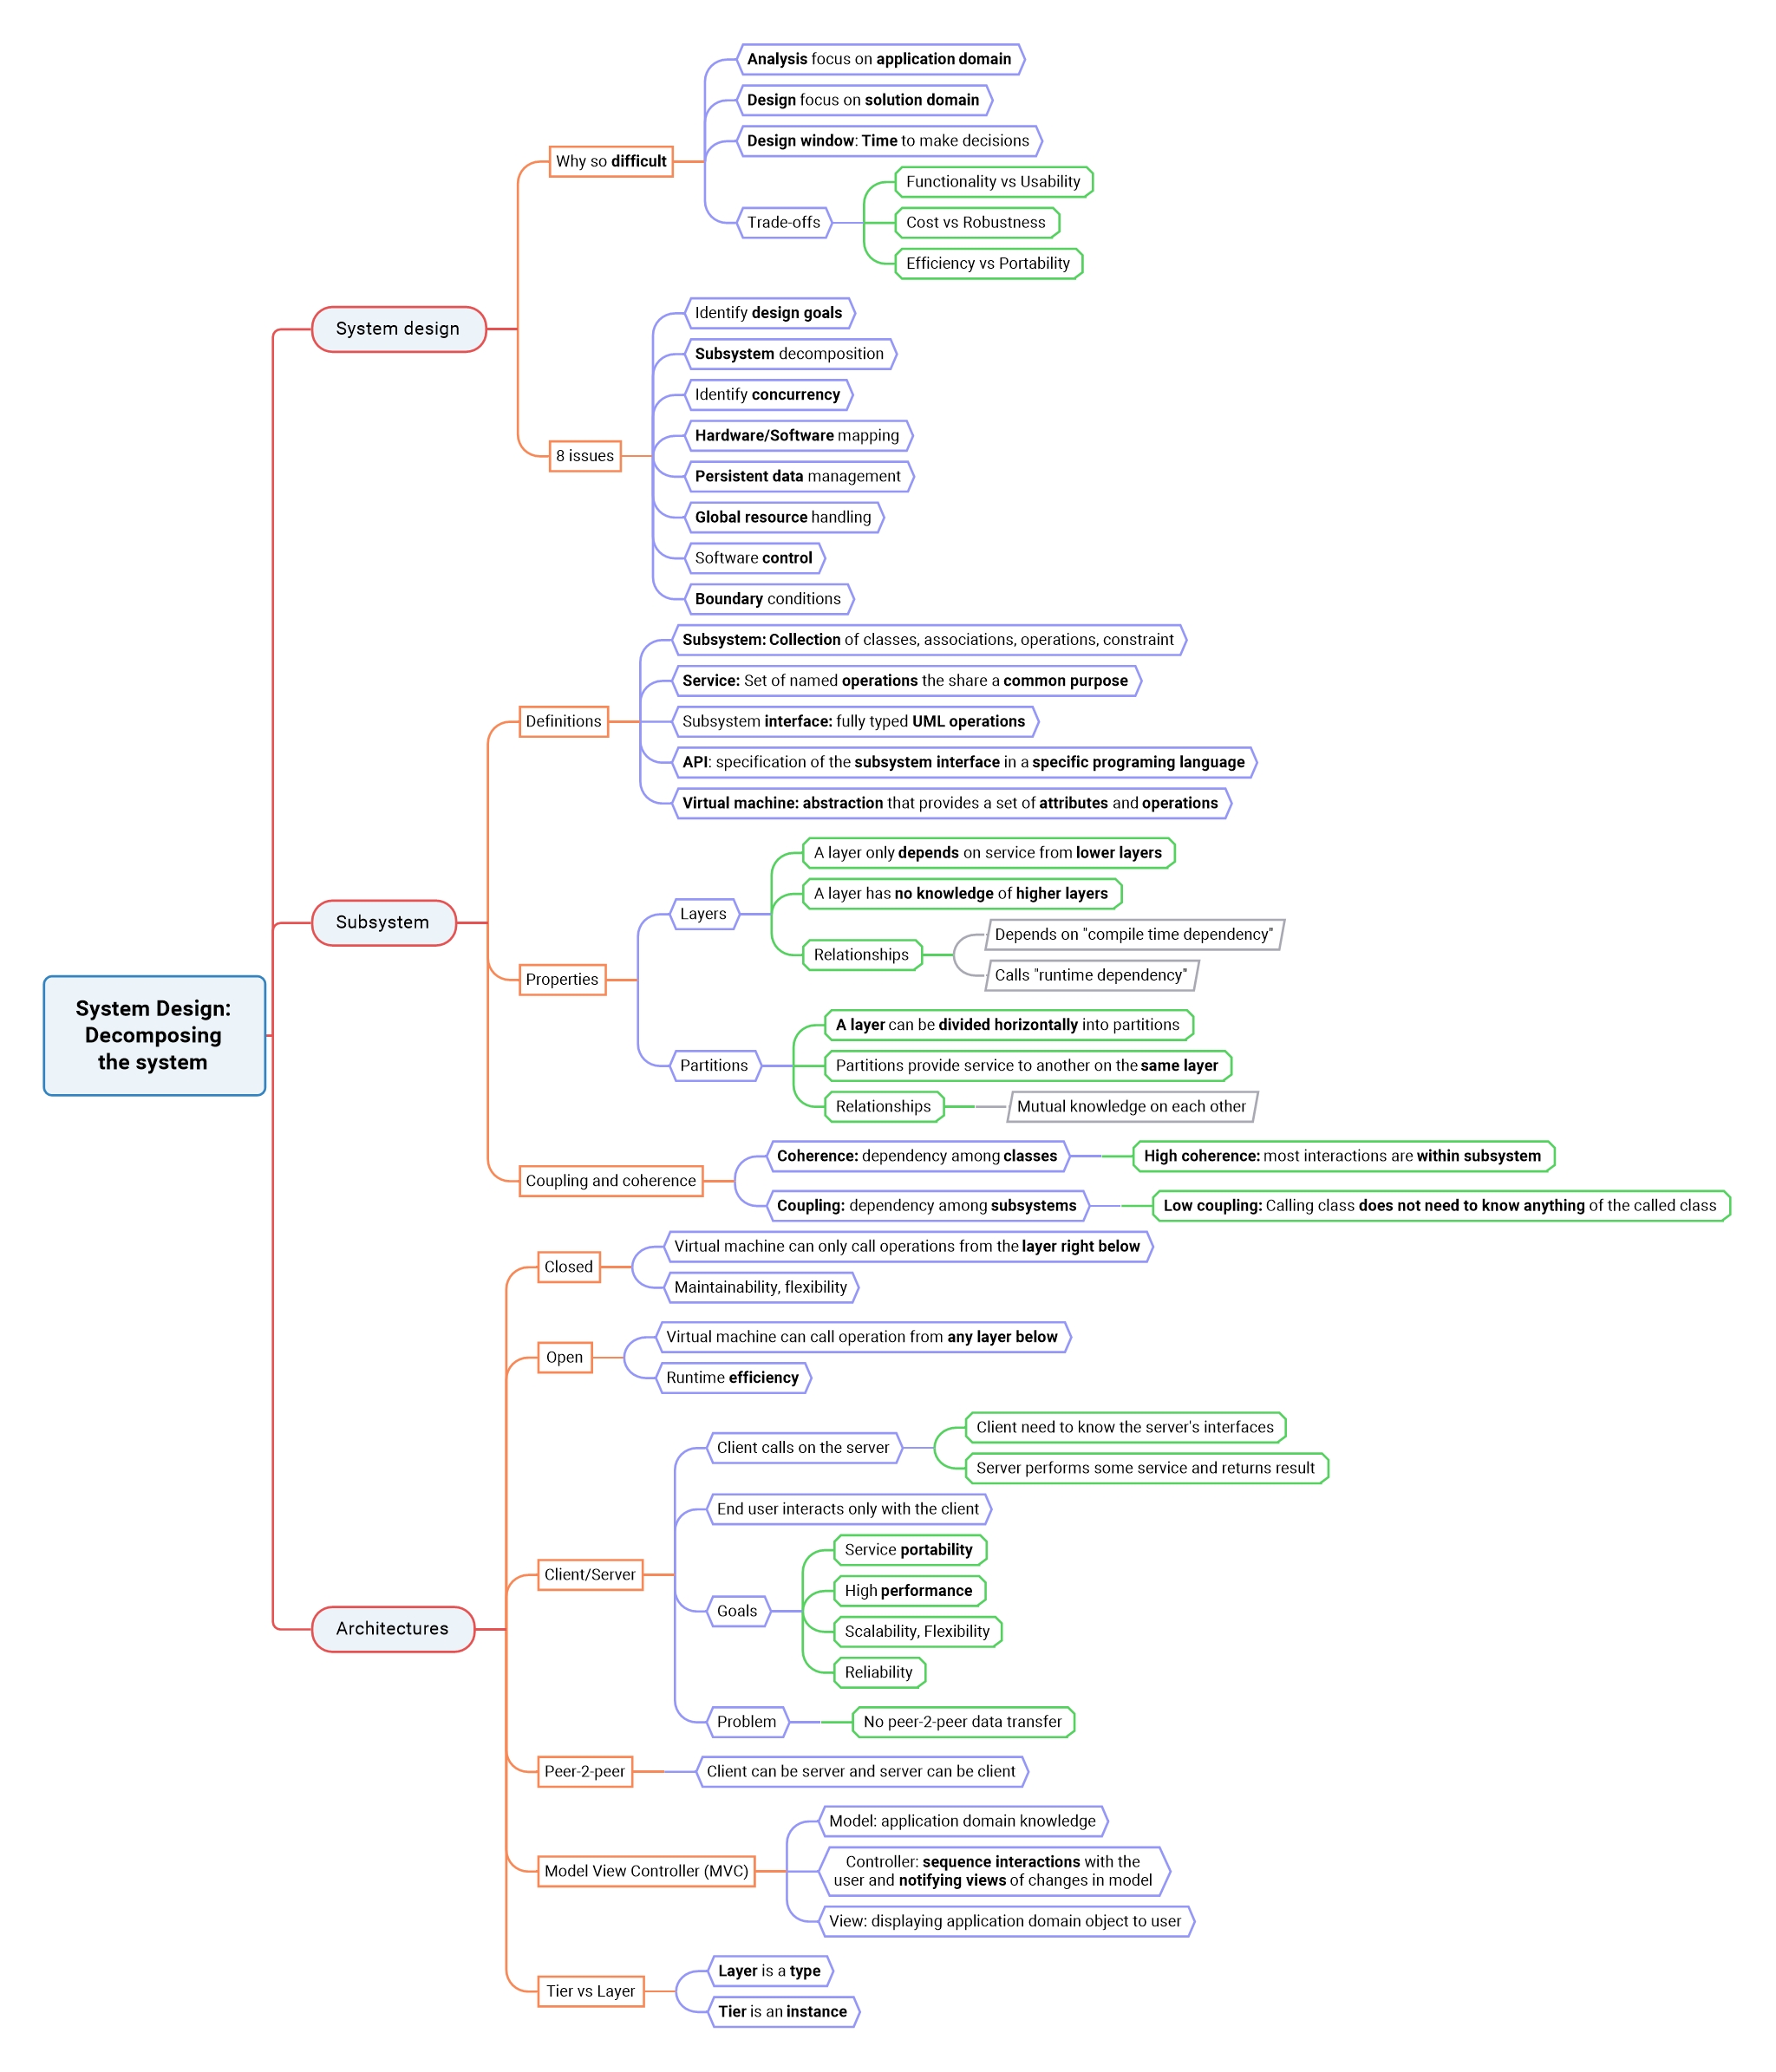 System Design:
Decomposing
the system
System design
Why so difficult
Analysis focus on application domain
Design focus on solution domain
Design window: Time to make decisions
Trade-offs
Functionality vs Usability
Cost vs Robustness
Efficiency vs Portability
8 issues
Identify design goals
Subsystem decomposition
Identify concurrency
Hardware/Software mapping
Persistent data management
Global resource handling
Software control
Boundary conditions
Subsystem
Definitions
Subsystem: Collection of classes, associations, operations, constraint
Service: Set of named operations the share a common purpose
Subsystem interface: fully typed UML operations
API: specification of the subsystem interface in a specific programing language
Virtual machine: abstraction that provides a set of attributes and operations
Properties
Layers
A layer only depends on service from lower layers
A layer has no knowledge of higher layers
Relationships
Depends on "compile time dependency"
Calls "runtime dependency"
Partitions
A layer can be divided horizontally into partitions
Partitions provide service to another on the same layer
Relationships
Mutual knowledge on each other
Coupling and coherence
Coherence: dependency among classes
High coherence: most interactions are within subsystem
Coupling: dependency among subsystems
Low coupling: Calling class does not need to know anything of the called class
Architectures
Closed
Virtual machine can only call operations from the layer right below
Maintainability, flexibility
Open
Virtual machine can call operation from any layer below
Runtime efficiency
Client/Server
Client calls on the server
Client need to know the server's interfaces
Server performs some service and returns result
End user interacts only with the client
Goals
Service portability
High performance
Scalability, Flexibility
Reliability
Problem
No peer-2-peer data transfer
Peer-2-peer
Client can be server and server can be client
Model View Controller (MVC)
Model: application domain knowledge
Controller: sequence interactions with the
user and notifying views of changes in model
View: displaying application domain object to user
Tier vs Layer
Layer is a type
Tier is an instance